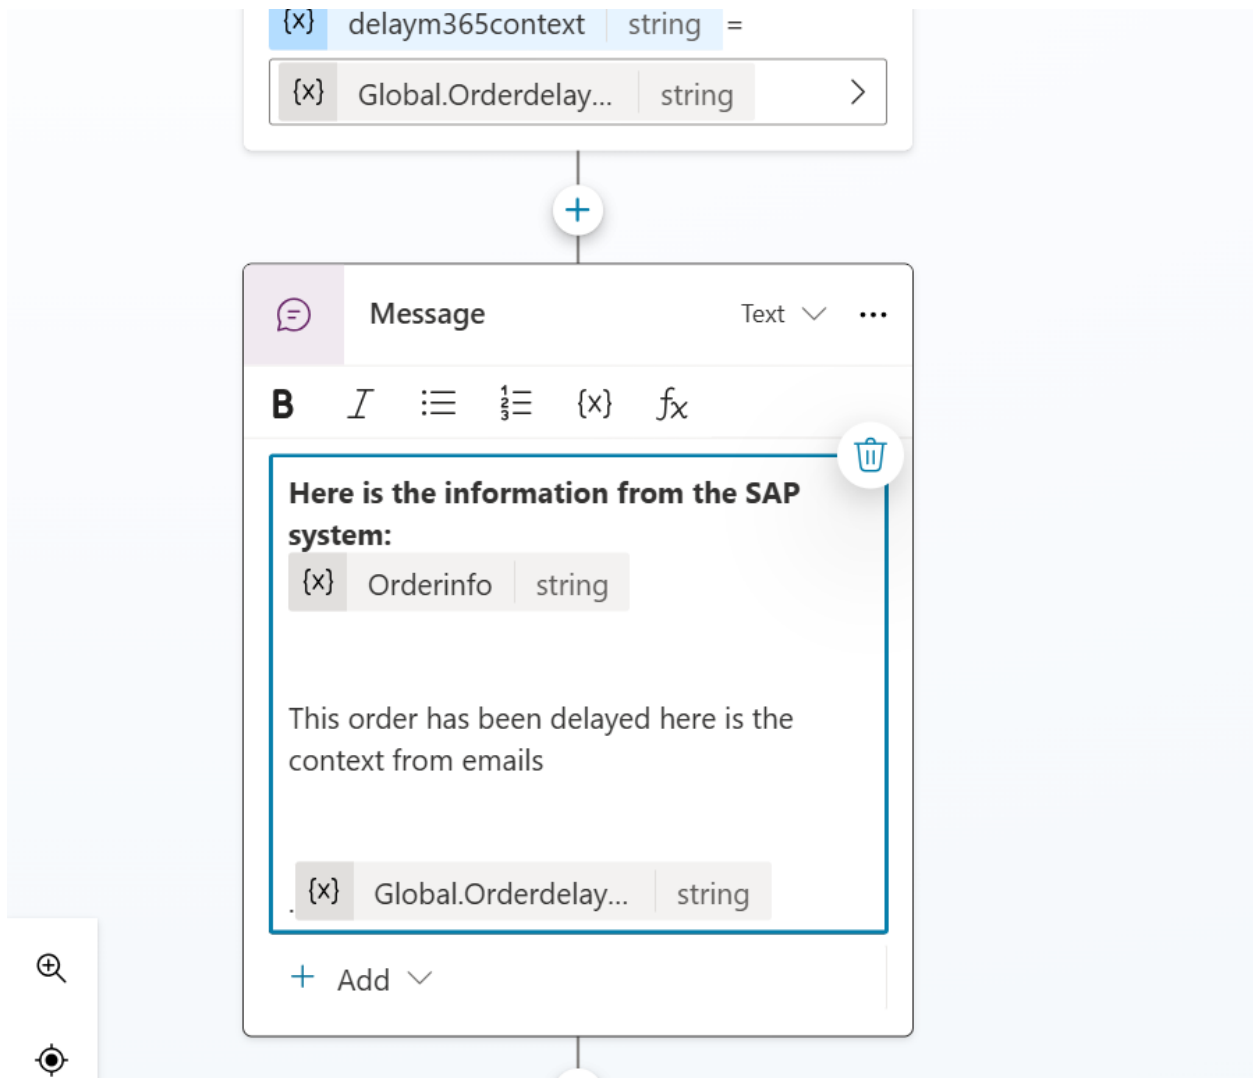 {x} delaym365context string =
{x} Global.Orderdelay... string
Message Text
B I {x} fx
Here is the information from the SAP
system:
{x} Orderinfo string
This order has been delayed here is the
context from emails
. {x} Global.Orderdelay... string
+ Add